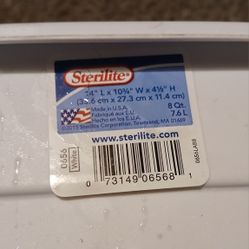 Sterilite®
14" L x 10¾" W x 4½" H
(35.6 cm x 27.3 cm x 11.4 cm)
8 Qt.
7.6 L
Made in U.S.A.
Fabriqué aux E.U.
Hecho en los E.U.A.
©2015 Sterilite Corporation, Townsend, MA 01469
www.sterilite.com
0656
White
0 73149 06568 1